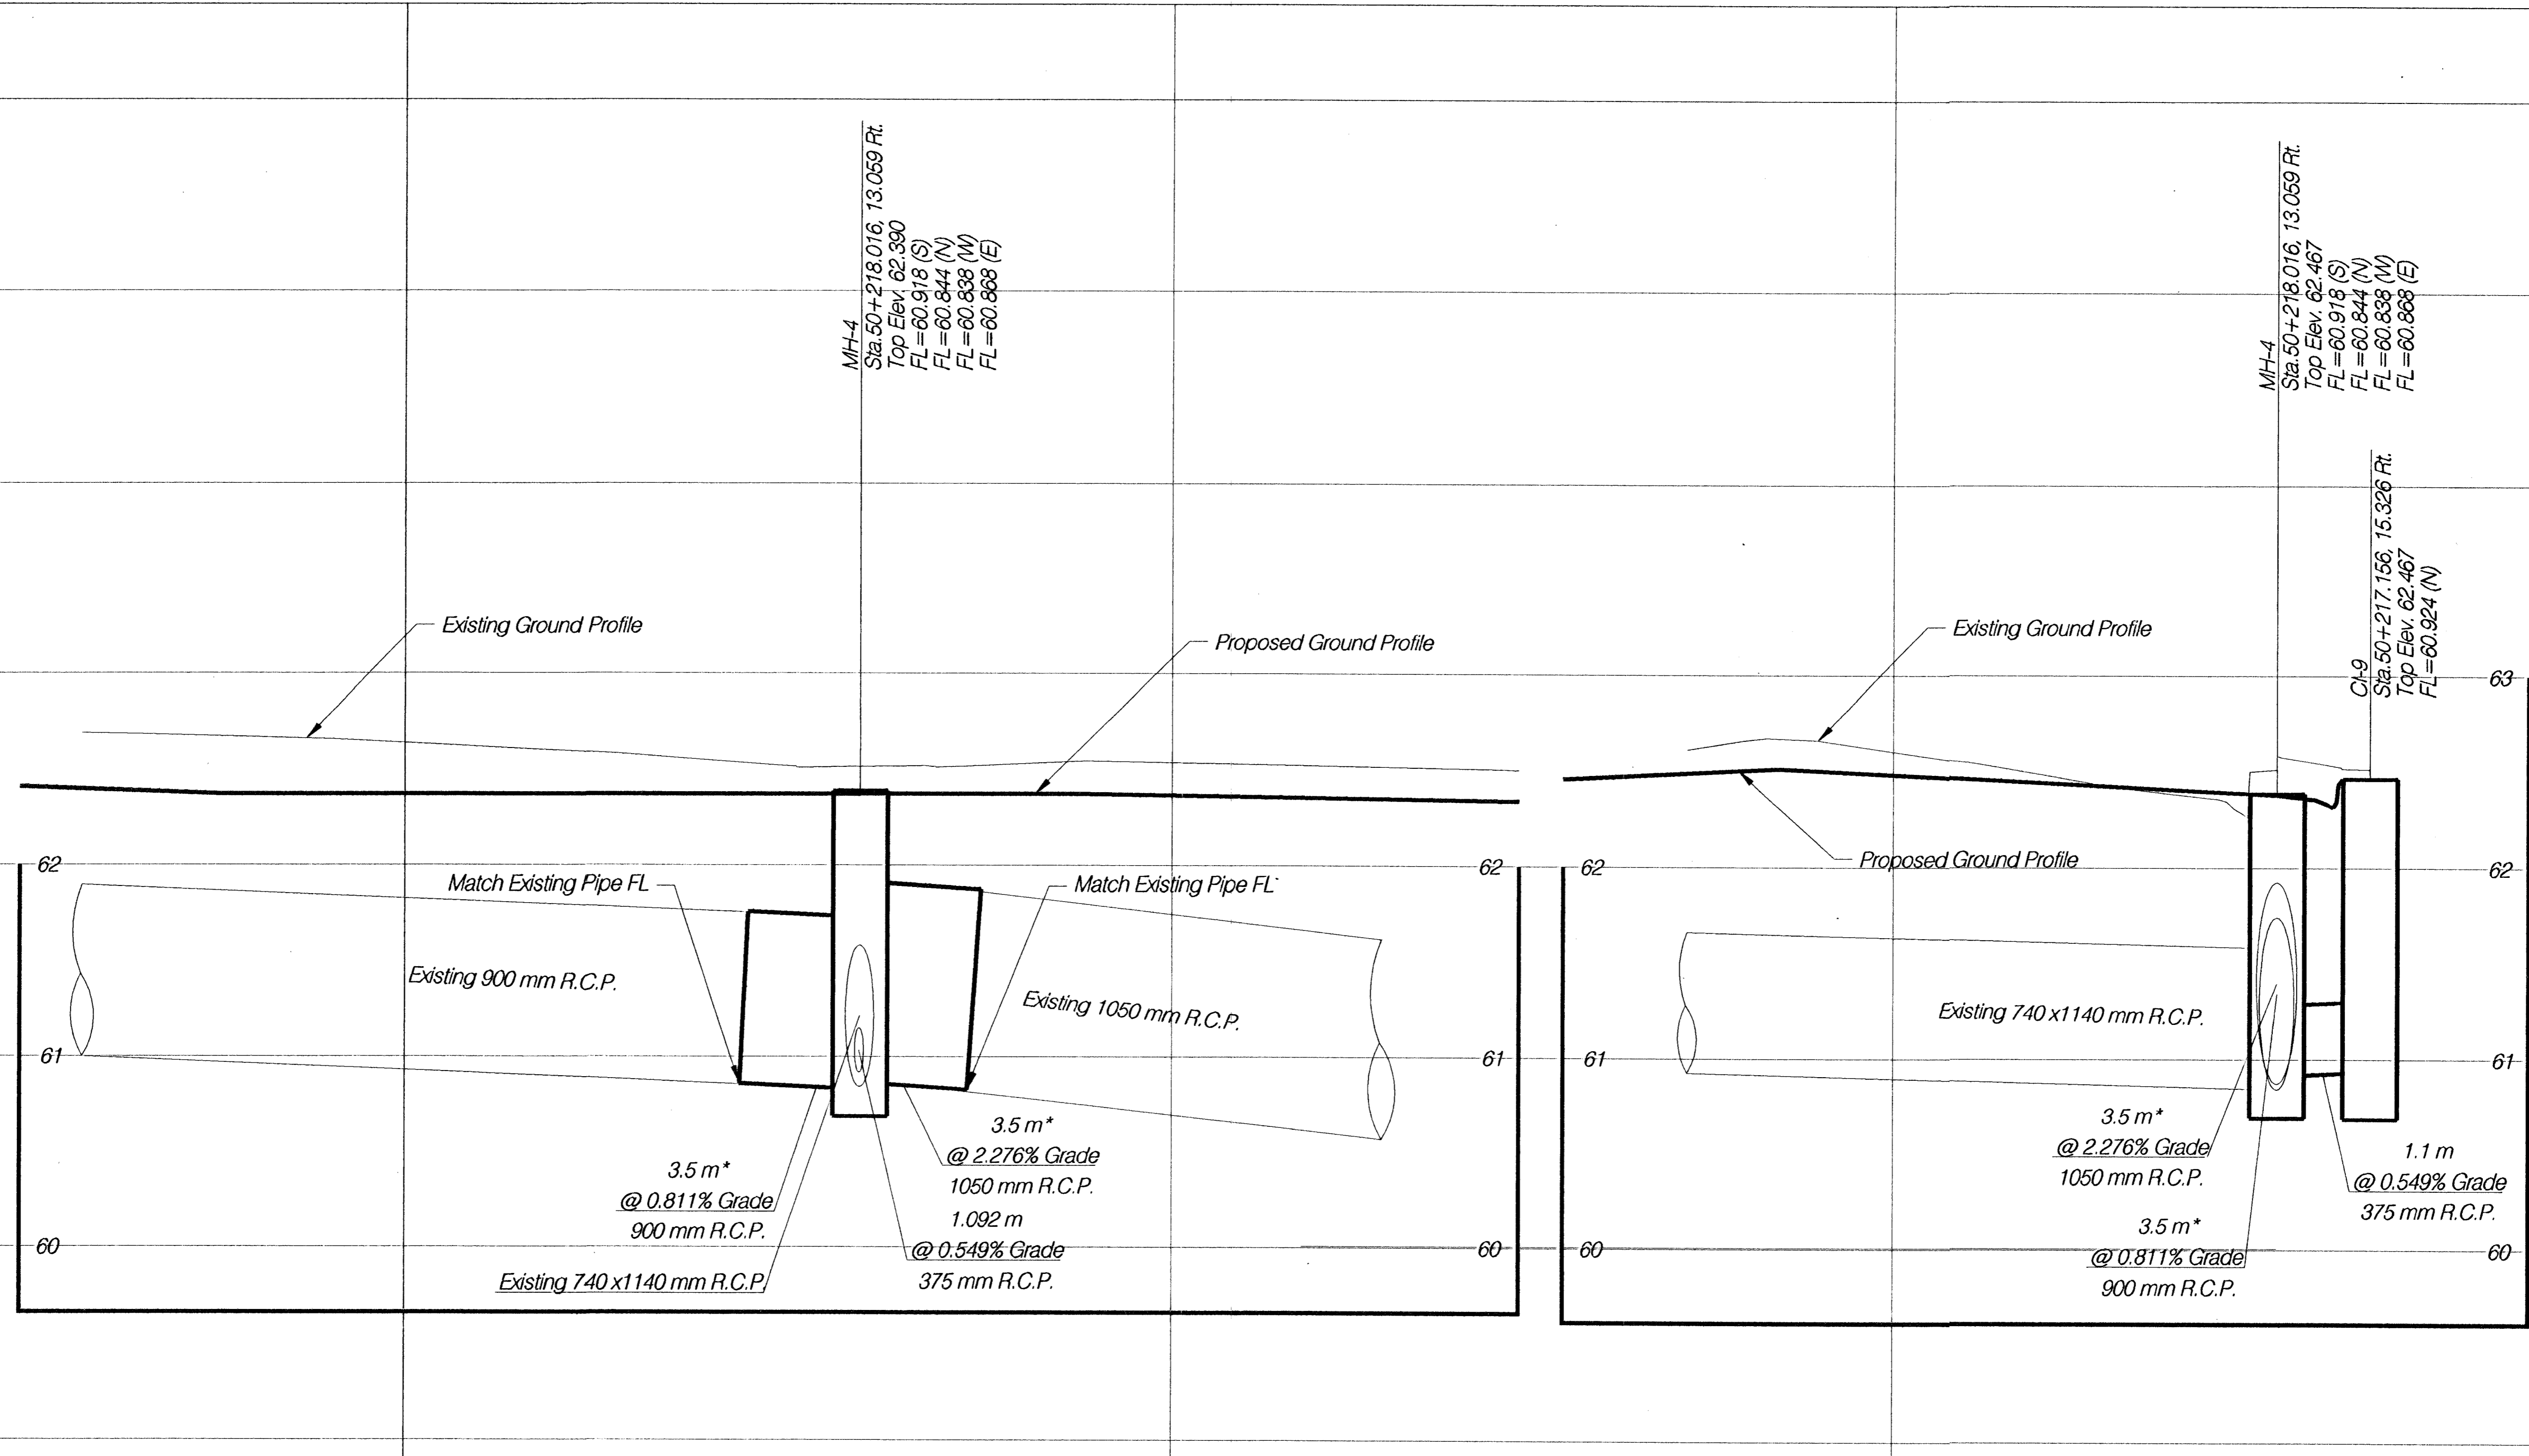 MH-4
Sta.50+218.016, 13.059 Rt.
Top Elev. 62.390
FL=60.918 (S)
FL=60.844 (N)
FL=60.838 (W)
FL=60.868 (E)
Existing Ground Profile
Proposed Ground Profile
62
62
Match Existing Pipe FL
Match Existing Pipe FL
Existing 900 mm R.C.P.
Existing 1050 mm R.C.P.
61
61
3.5 m*
@ 2.276% Grade
1050 mm R.C.P.
3.5 m*
@ 0.811% Grade
900 mm R.C.P.
1.092 m
@ 0.549% Grade
375 mm R.C.P.
60
60
Existing 740 x1140 mm R.C.P.
MH-4
Sta.50+218.016, 13.059 Rt.
Top Elev. 62.467
FL=60.918 (S)
FL=60.844 (N)
FL=60.838 (W)
FL=60.868 (E)
CI-9
Sta.50+217.156, 15.326 Rt.
Top Elev. 62.467
FL=60.924 (N)
Existing Ground Profile
63
Proposed Ground Profile
62
62
Existing 740 x1140 mm R.C.P.
61
61
3.5 m*
@ 2.276% Grade
1050 mm R.C.P.
1.1 m
@ 0.549% Grade
375 mm R.C.P.
3.5 m*
@ 0.811% Grade
900 mm R.C.P.
60
60